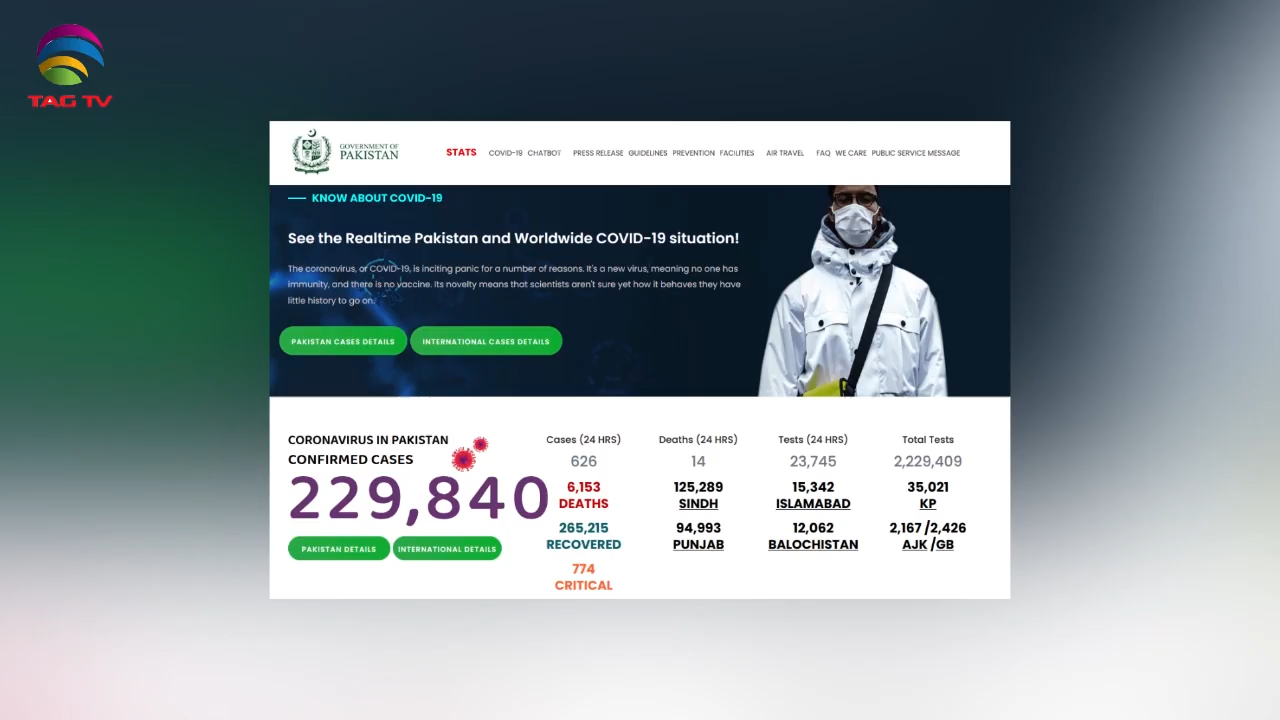 TAG TV
GOVERNMENT OF
PAKISTAN
STATS COVID-19 CHATBOT PRESS RELEASE GUIDELINES PREVENTION FACILITIES AIR TRAVEL FAQ WE CARE PUBLIC SERVICE MESSAGE
KNOW ABOUT COVID-19
See the Realtime Pakistan and Worldwide COVID-19 situation!
The coronavirus, or COVID-19, is inciting panic for a number of reasons. It's a new virus, meaning no one has
immunity, and there is no vaccine. Its novelty means that scientists aren't sure yet how it behaves they have
little history to go on.
PAKISTAN CASES DETAILS INTERNATIONAL CASES DETAILS
CORONAVIRUS IN PAKISTAN
CONFIRMED CASES
229,840
PAKISTAN DETAILS INTERNATIONAL DETAILS
Cases (24 HRS) Deaths (24 HRS) Tests (24 HRS) Total Tests
626 14 23,745 2,229,409
6,153 125,289 15,342 35,021
DEATHS SINDH ISLAMABAD KP
265,215 94,993 12,062 2,167 /2,426
RECOVERED PUNJAB BALOCHISTAN AJK /GB
774
CRITICAL